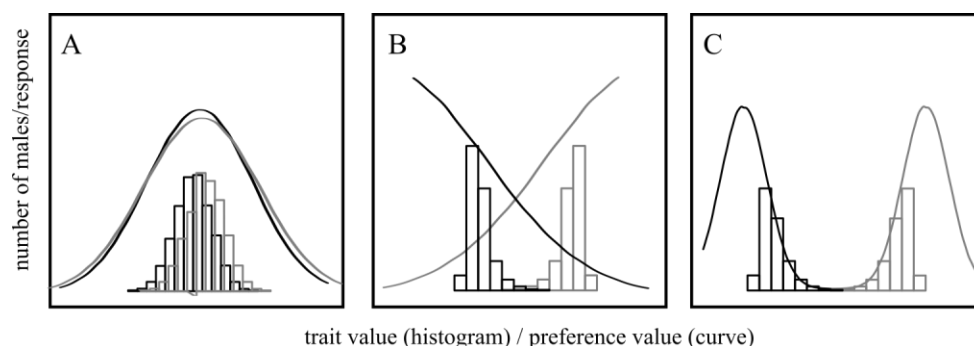 A
B
C
number of males/response
trait value (histogram) / preference value (curve)